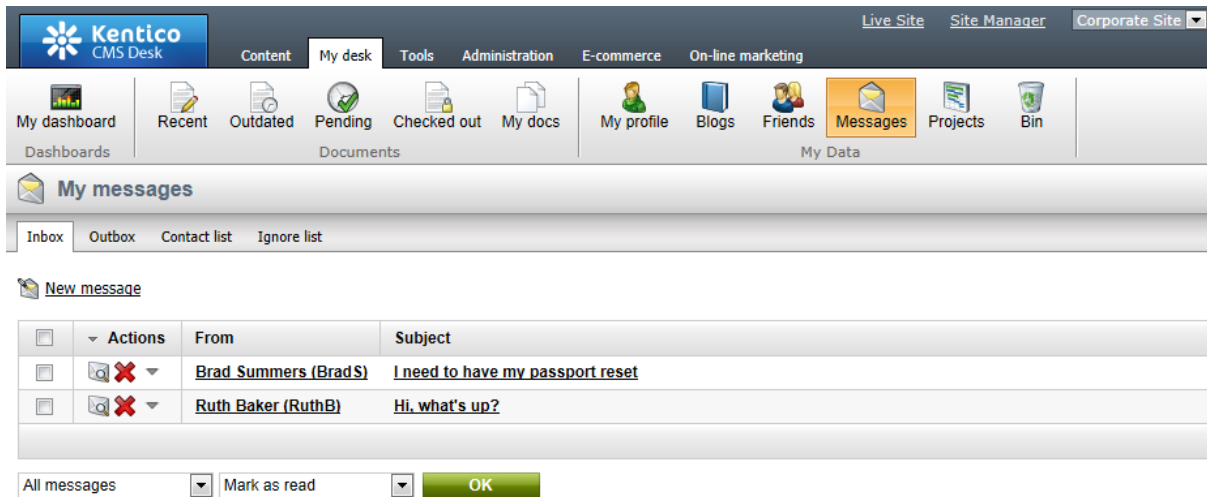 Live Site Site Manager Corporate Site
Kentico
CMS Desk
Content My desk Tools Administration E-commerce On-line marketing
My dashboard Recent Outdated Pending Checked out My docs My profile Blogs Friends Messages Projects Bin
Dashboards Documents My Data
My messages
Inbox Outbox Contact list Ignore list
New message
Actions From Subject
Brad Summers (BradS) I need to have my passport reset
Ruth Baker (RuthB) Hi, what's up?
All messages Mark as read OK